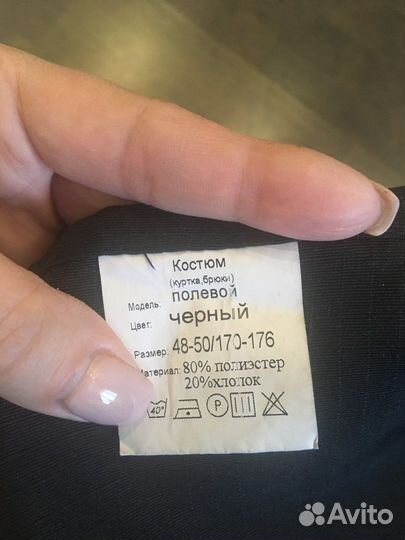 Костюм
(куртка,брюки)
Модель: полевой
Цвет: черный
Размер: 48-50/170-176
Материал: 80% полиэстер
20%хлопок
40° P
Avito